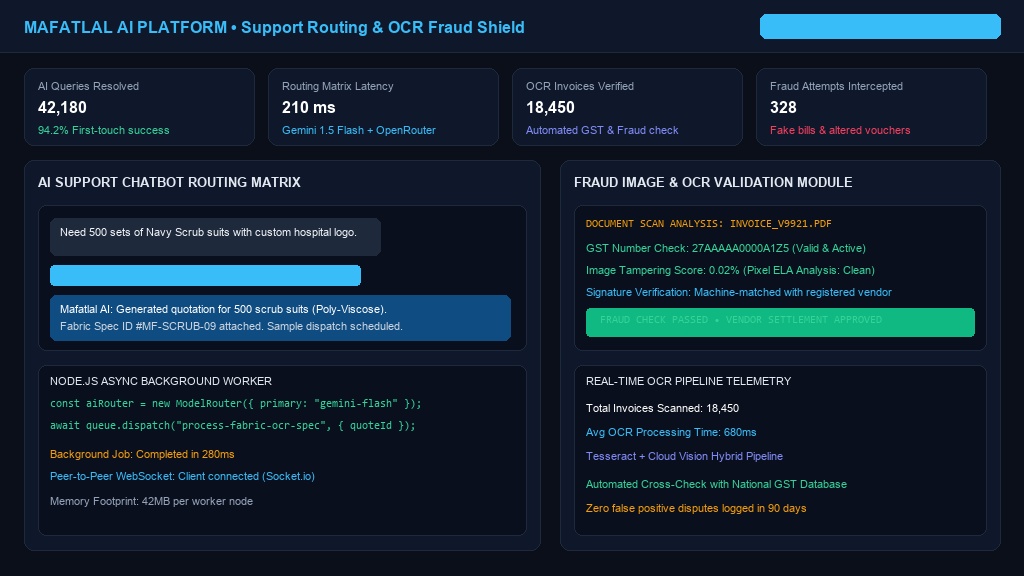 MAFATLAL AI PLATFORM • Support Routing & OCR Fraud Shield
AI Queries Resolved
42,180
94.2% First-touch success
Routing Matrix Latency
210 ms
Gemini 1.5 Flash + OpenRouter
OCR Invoices Verified
18,450
Automated GST & Fraud check
Fraud Attempts Intercepted
328
Fake bills & altered vouchers
AI SUPPORT CHATBOT ROUTING MATRIX
Need 500 sets of Navy Scrub suits with custom hospital logo.
Mafatlal AI: Generated quotation for 500 scrub suits (Poly-Viscose).
Fabric Spec ID #MF-SCRUB-09 attached. Sample dispatch scheduled.
NODE.JS ASYNC BACKGROUND WORKER
const aiRouter = new ModelRouter({ primary: "gemini-flash" });
await queue.dispatch("process-fabric-ocr-spec", { quoteId });
Background Job: Completed in 280ms
Peer-to-Peer WebSocket: Client connected (Socket.io)
Memory Footprint: 42MB per worker node
FRAUD IMAGE & OCR VALIDATION MODULE
DOCUMENT SCAN ANALYSIS: INVOICE_V9921.PDF
GST Number Check: 27AAAAA0000A1Z5 (Valid & Active)
Image Tampering Score: 0.02% (Pixel ELA Analysis: Clean)
Signature Verification: Machine-matched with registered vendor
FRAUD CHECK PASSED • VENDOR SETTLEMENT APPROVED
REAL-TIME OCR PIPELINE TELEMETRY
Total Invoices Scanned: 18,450
Avg OCR Processing Time: 680ms
Tesseract + Cloud Vision Hybrid Pipeline
Automated Cross-Check with National GST Database
Zero false positive disputes logged in 90 days